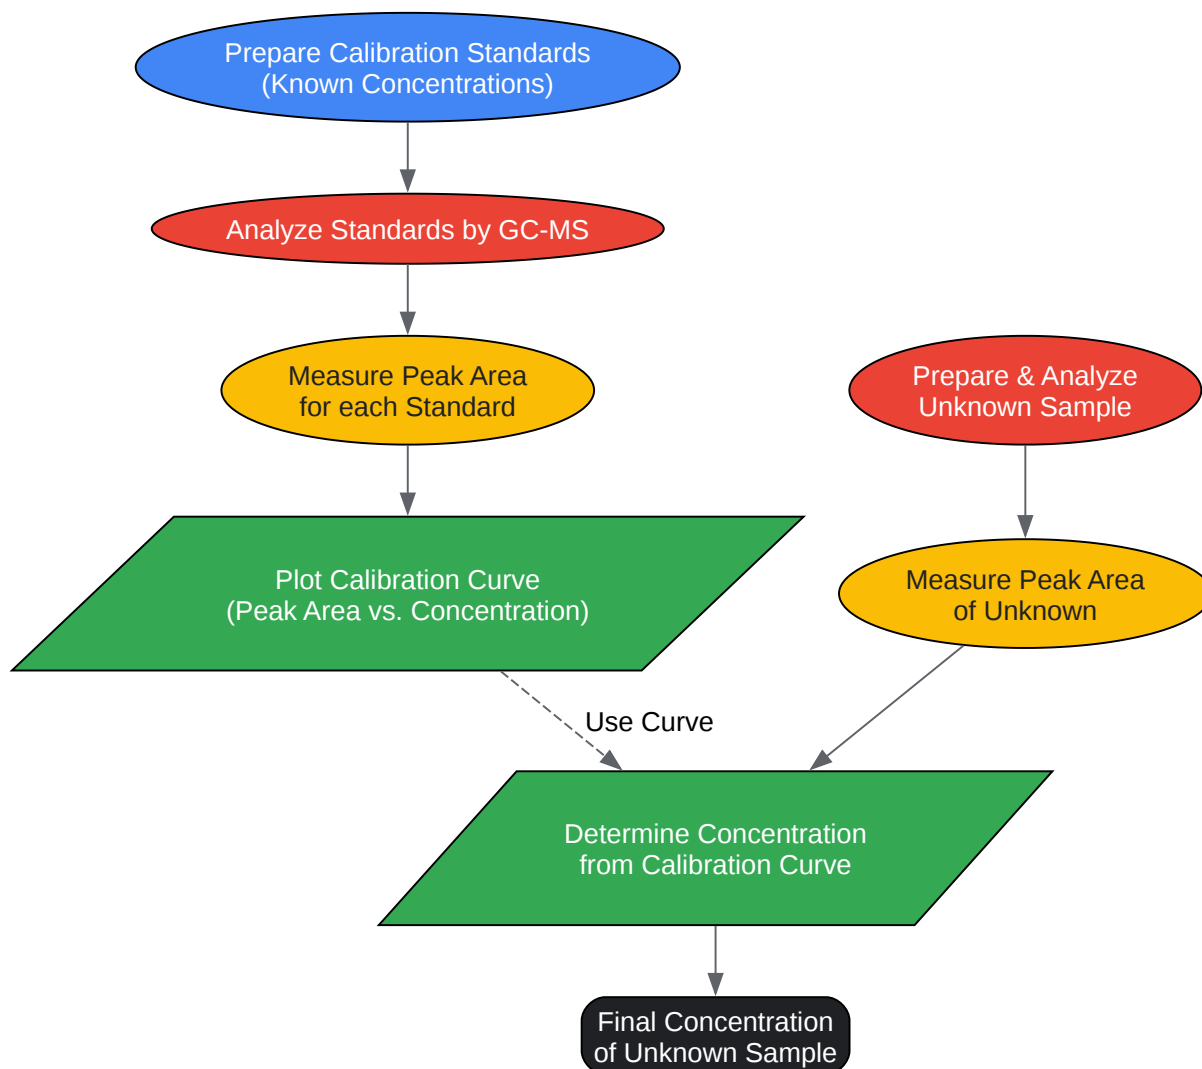 Prepare Calibration Standards
(Known Concentrations)
Analyze Standards by GC-MS
Measure Peak Area
for each Standard
Prepare & Analyze
Unknown Sample
Plot Calibration Curve
(Peak Area vs. Concentration)
Measure Peak Area
of Unknown
Use Curve
Determine Concentration
from Calibration Curve
Final Concentration
of Unknown Sample